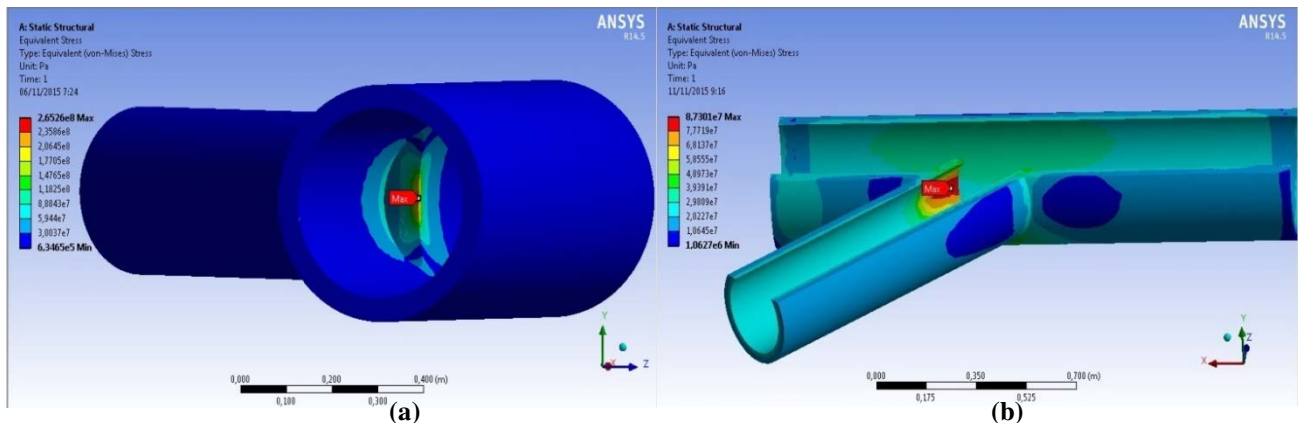 A: Static Structural
Equivalent Stress
Type: Equivalent (von-Mises) Stress
Unit: Pa
Time: 1
06/11/2015 7:24
2,6526e8 Max
2,3586e8
2,0645e8
1,7705e8
1,4765e8
1,1825e8
8,8843e7
5,944e7
3,0037e7
6,3465e5 Min
ANSYS
R14.5
Max
Y
X
Z
0,000
0,200
0,400 (m)
0,100
0,300
(a)
A: Static Structural
Equivalent Stress
Type: Equivalent (von-Mises) Stress
Unit: Pa
Time: 1
11/11/2015 9:16
8,7301e7 Max
7,7719e7
6,8137e7
5,8555e7
4,8973e7
3,9391e7
2,9809e7
2,0227e7
1,0645e7
1,0627e6 Min
ANSYS
R14.5
Max
Y
Z
X
0,000
0,350
0,700 (m)
0,175
0,525
(b)